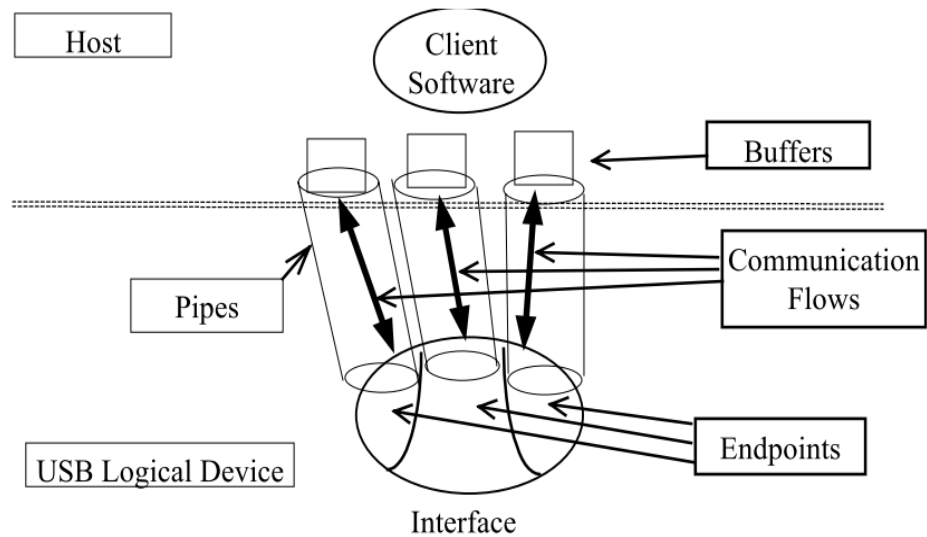 Host
Client
Software
Buffers
Communication
Flows
Pipes
Endpoints
USB Logical Device
Interface